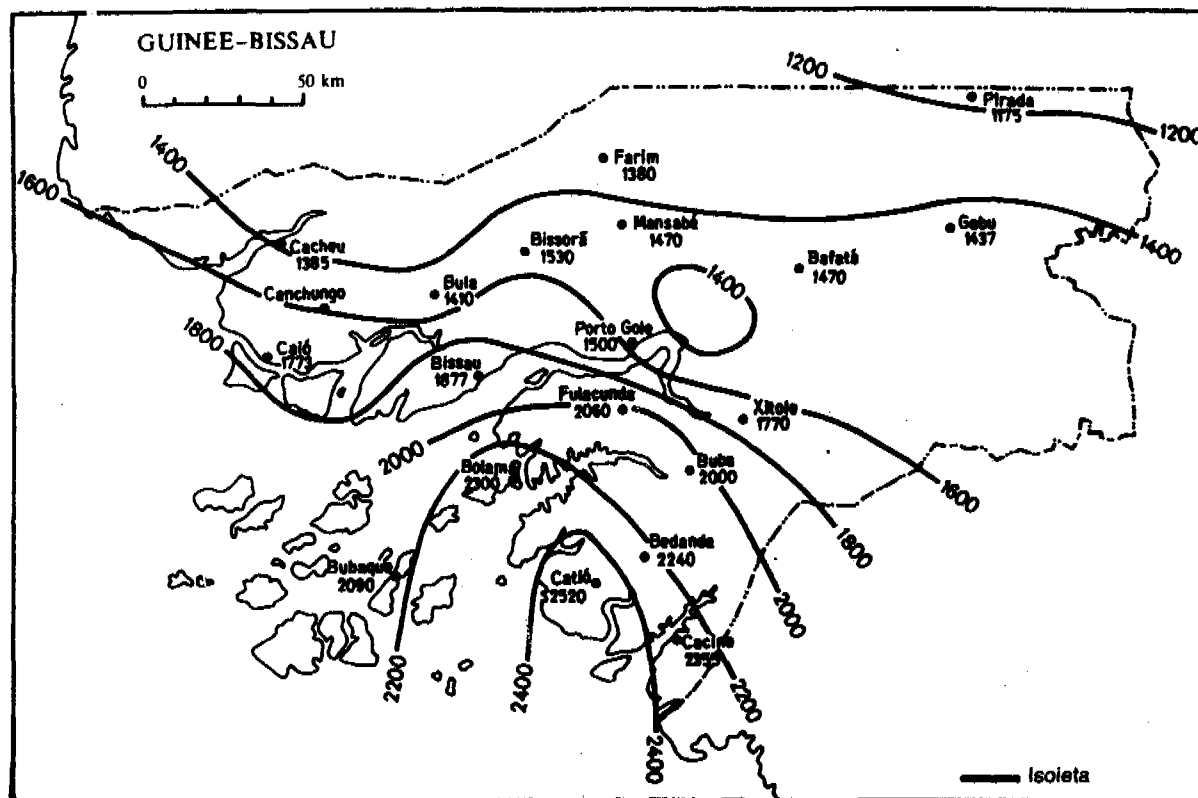 GUINEE-BISSAU
0 50 km
1200
Pirada
1175
1200
1400
Farim
1380
1600
Mansabá
1470
Gabu
1437
1400
Cacheu
1385
Bissorã
1530
Bafatá
1470
1400
Canchungo
Bula
1410
1800
Caió
1773
Porto Gole
1500
Bissau
1877
Fulacunda
2060
Xitole
1770
2000
Bolama
2300
Buba
2000
1600
1800
Bedanda
2240
Bubaque
2090
Catió
2520
2000
Cacine
2200
2400
2200
2400
Isoieta